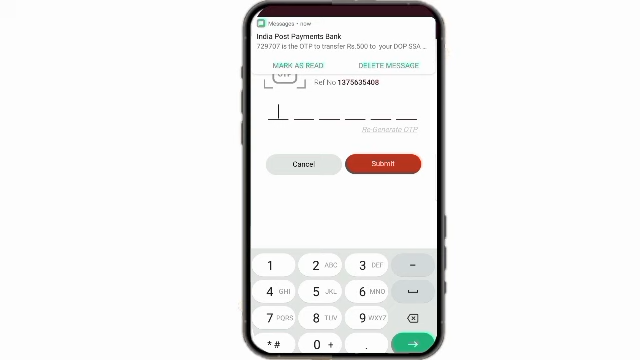 Messages • now
India Post Payments Bank
729707 is the OTP to transfer Rs.500 to your DOP SSA ...
MARK AS READ DELETE MESSAGE
OTP
Ref No 1375635408
Re Generate OTP
Cancel Submit
1 2 ABC 3 DEF -
4 GHI 5 JKL 6 MNO
7 PQRS 8 TUV 9 WXYZ
*# 0 + .